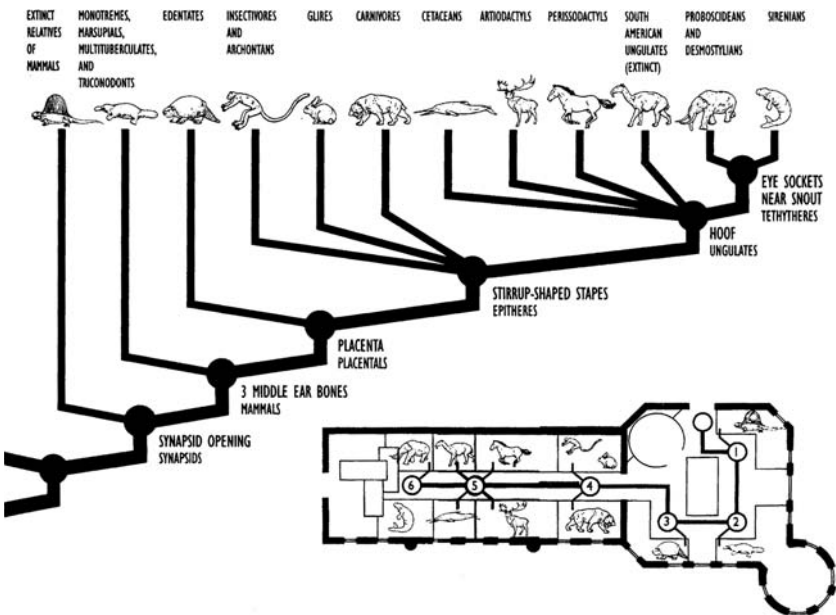 EXTINCT
RELATIVES
OF
MAMMALS
MONOTREMES,
MARSUPIALS,
MULTITUBERCULATES,
AND
TRICONODONTS
EDENTATES
INSECTIVORES
AND
ARCHONTANS
GLIRES
CARNIVORES
CETACEANS
ARTIODACTYLS
PERISSODACTYLS
SOUTH
AMERICAN
UNGULATES
(EXTINCT)
PROBOSCIDEANS
AND
DESMOSTYLIANS
SIRENIANS
EYE SOCKETS
NEAR SNOUT
TETHYTHERES
HOOF
UNGULATES
STIRRUP-SHAPED STAPES
EPITHERES
PLACENTA
PLACENTALS
3 MIDDLE EAR BONES
MAMMALS
SYNAPSID OPENING
SYNAPSIDS
1
6
5
4
3
2